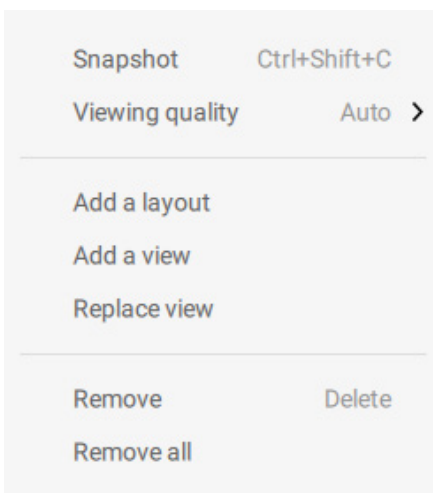 Snapshot Ctrl+Shift+C
Viewing quality Auto
Add a layout
Add a view
Replace view
Remove Delete
Remove all